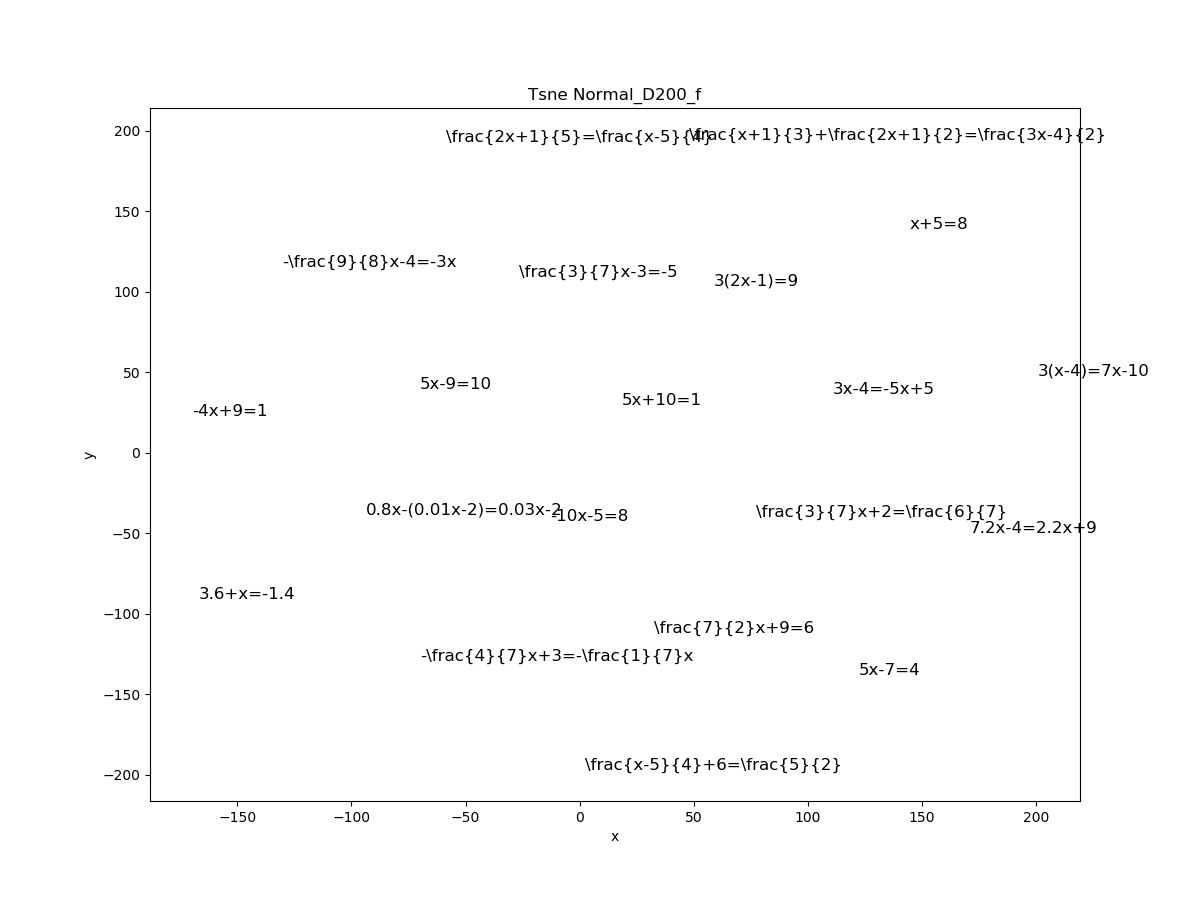 Tsne Normal_D200_f
200
\frac{2x+1}{5}=\frac{x-5}{4}
\frac{x+1}{3}+\frac{2x+1}{2}=\frac{3x-4}{2}
x+5=8
150
-\frac{9}{8}x-4=-3x
\frac{3}{7}x-3=-5
3(2x-1)=9
100
50
3(x-4)=7x-10
5x-9=10
3x-4=-5x+5
5x+10=1
-4x+9=1
0
y
0.8x-(0.01x-2)=0.03x-2
10x-5=8
\frac{3}{7}x+2=\frac{6}{7}
7.2x-4=2.2x+9
−50
3.6+x=-1.4
−100
\frac{7}{2}x+9=6
-\frac{4}{7}x+3=-\frac{1}{7}x
5x-7=4
−150
\frac{x-5}{4}+6=\frac{5}{2}
−200
−150 −100 −50 0 50 100 150 200
x